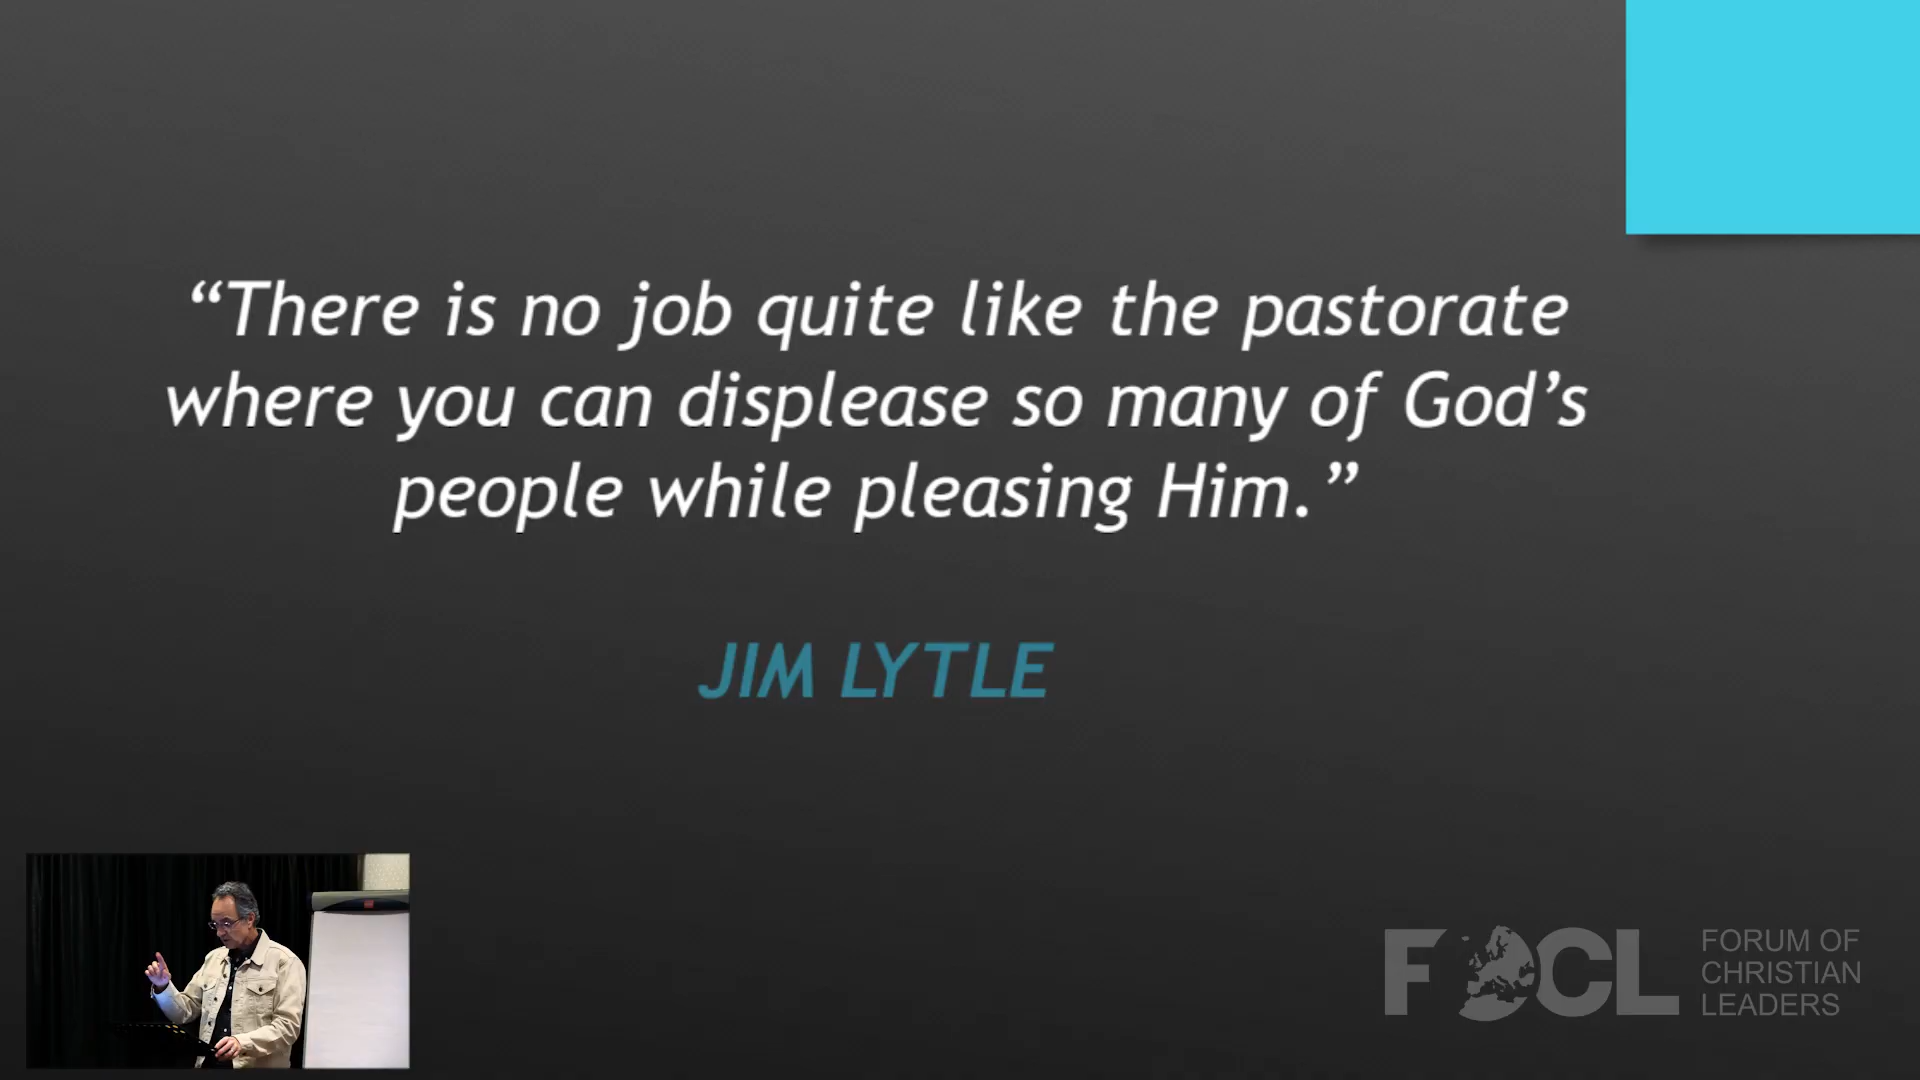 “There is no job quite like the pastorate
where you can displease so many of God’s
people while pleasing Him.”
JIM LYTLE
FOCL
FORUM OF
CHRISTIAN
LEADERS